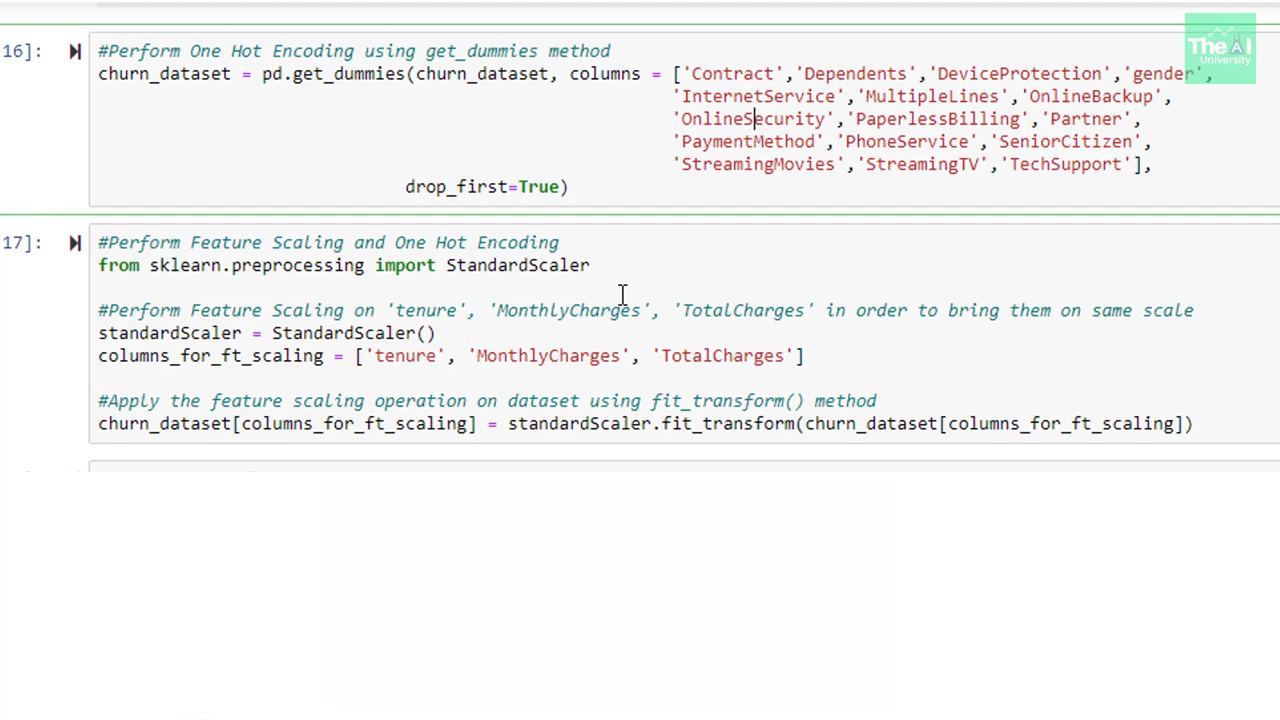 The AI
University
16]:
#Perform One Hot Encoding using get_dummies method
churn_dataset = pd.get_dummies(churn_dataset, columns = ['Contract','Dependents','DeviceProtection','gender',
'InternetService','MultipleLines','OnlineBackup',
'OnlineSecurity','PaperlessBilling','Partner',
'PaymentMethod','PhoneService','SeniorCitizen',
'StreamingMovies','StreamingTV','TechSupport'],
drop_first=True)
17]:
#Perform Feature Scaling and One Hot Encoding
from sklearn.preprocessing import StandardScaler
#Perform Feature Scaling on 'tenure', 'MonthlyCharges', 'TotalCharges' in order to bring them on same scale
standardScaler = StandardScaler()
columns_for_ft_scaling = ['tenure', 'MonthlyCharges', 'TotalCharges']
#Apply the feature scaling operation on dataset using fit_transform() method
churn_dataset[columns_for_ft_scaling] = standardScaler.fit_transform(churn_dataset[columns_for_ft_scaling])